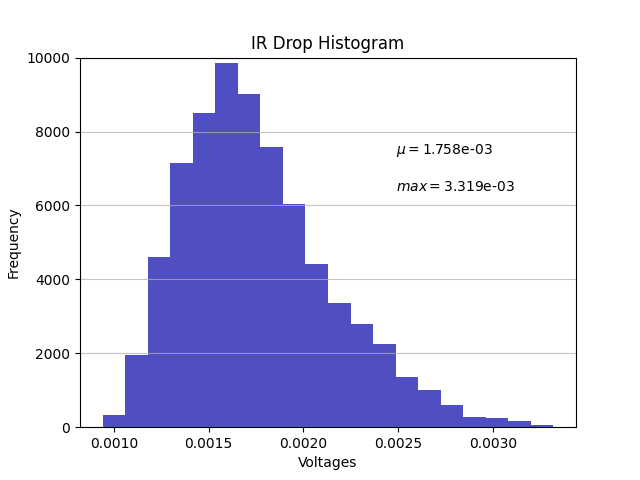 IR Drop Histogram
10000
8000
6000
4000
2000
0
Frequency
μ = 1.758e-03
max = 3.319e-03
0.0010 0.0015 0.0020 0.0025 0.0030
Voltages